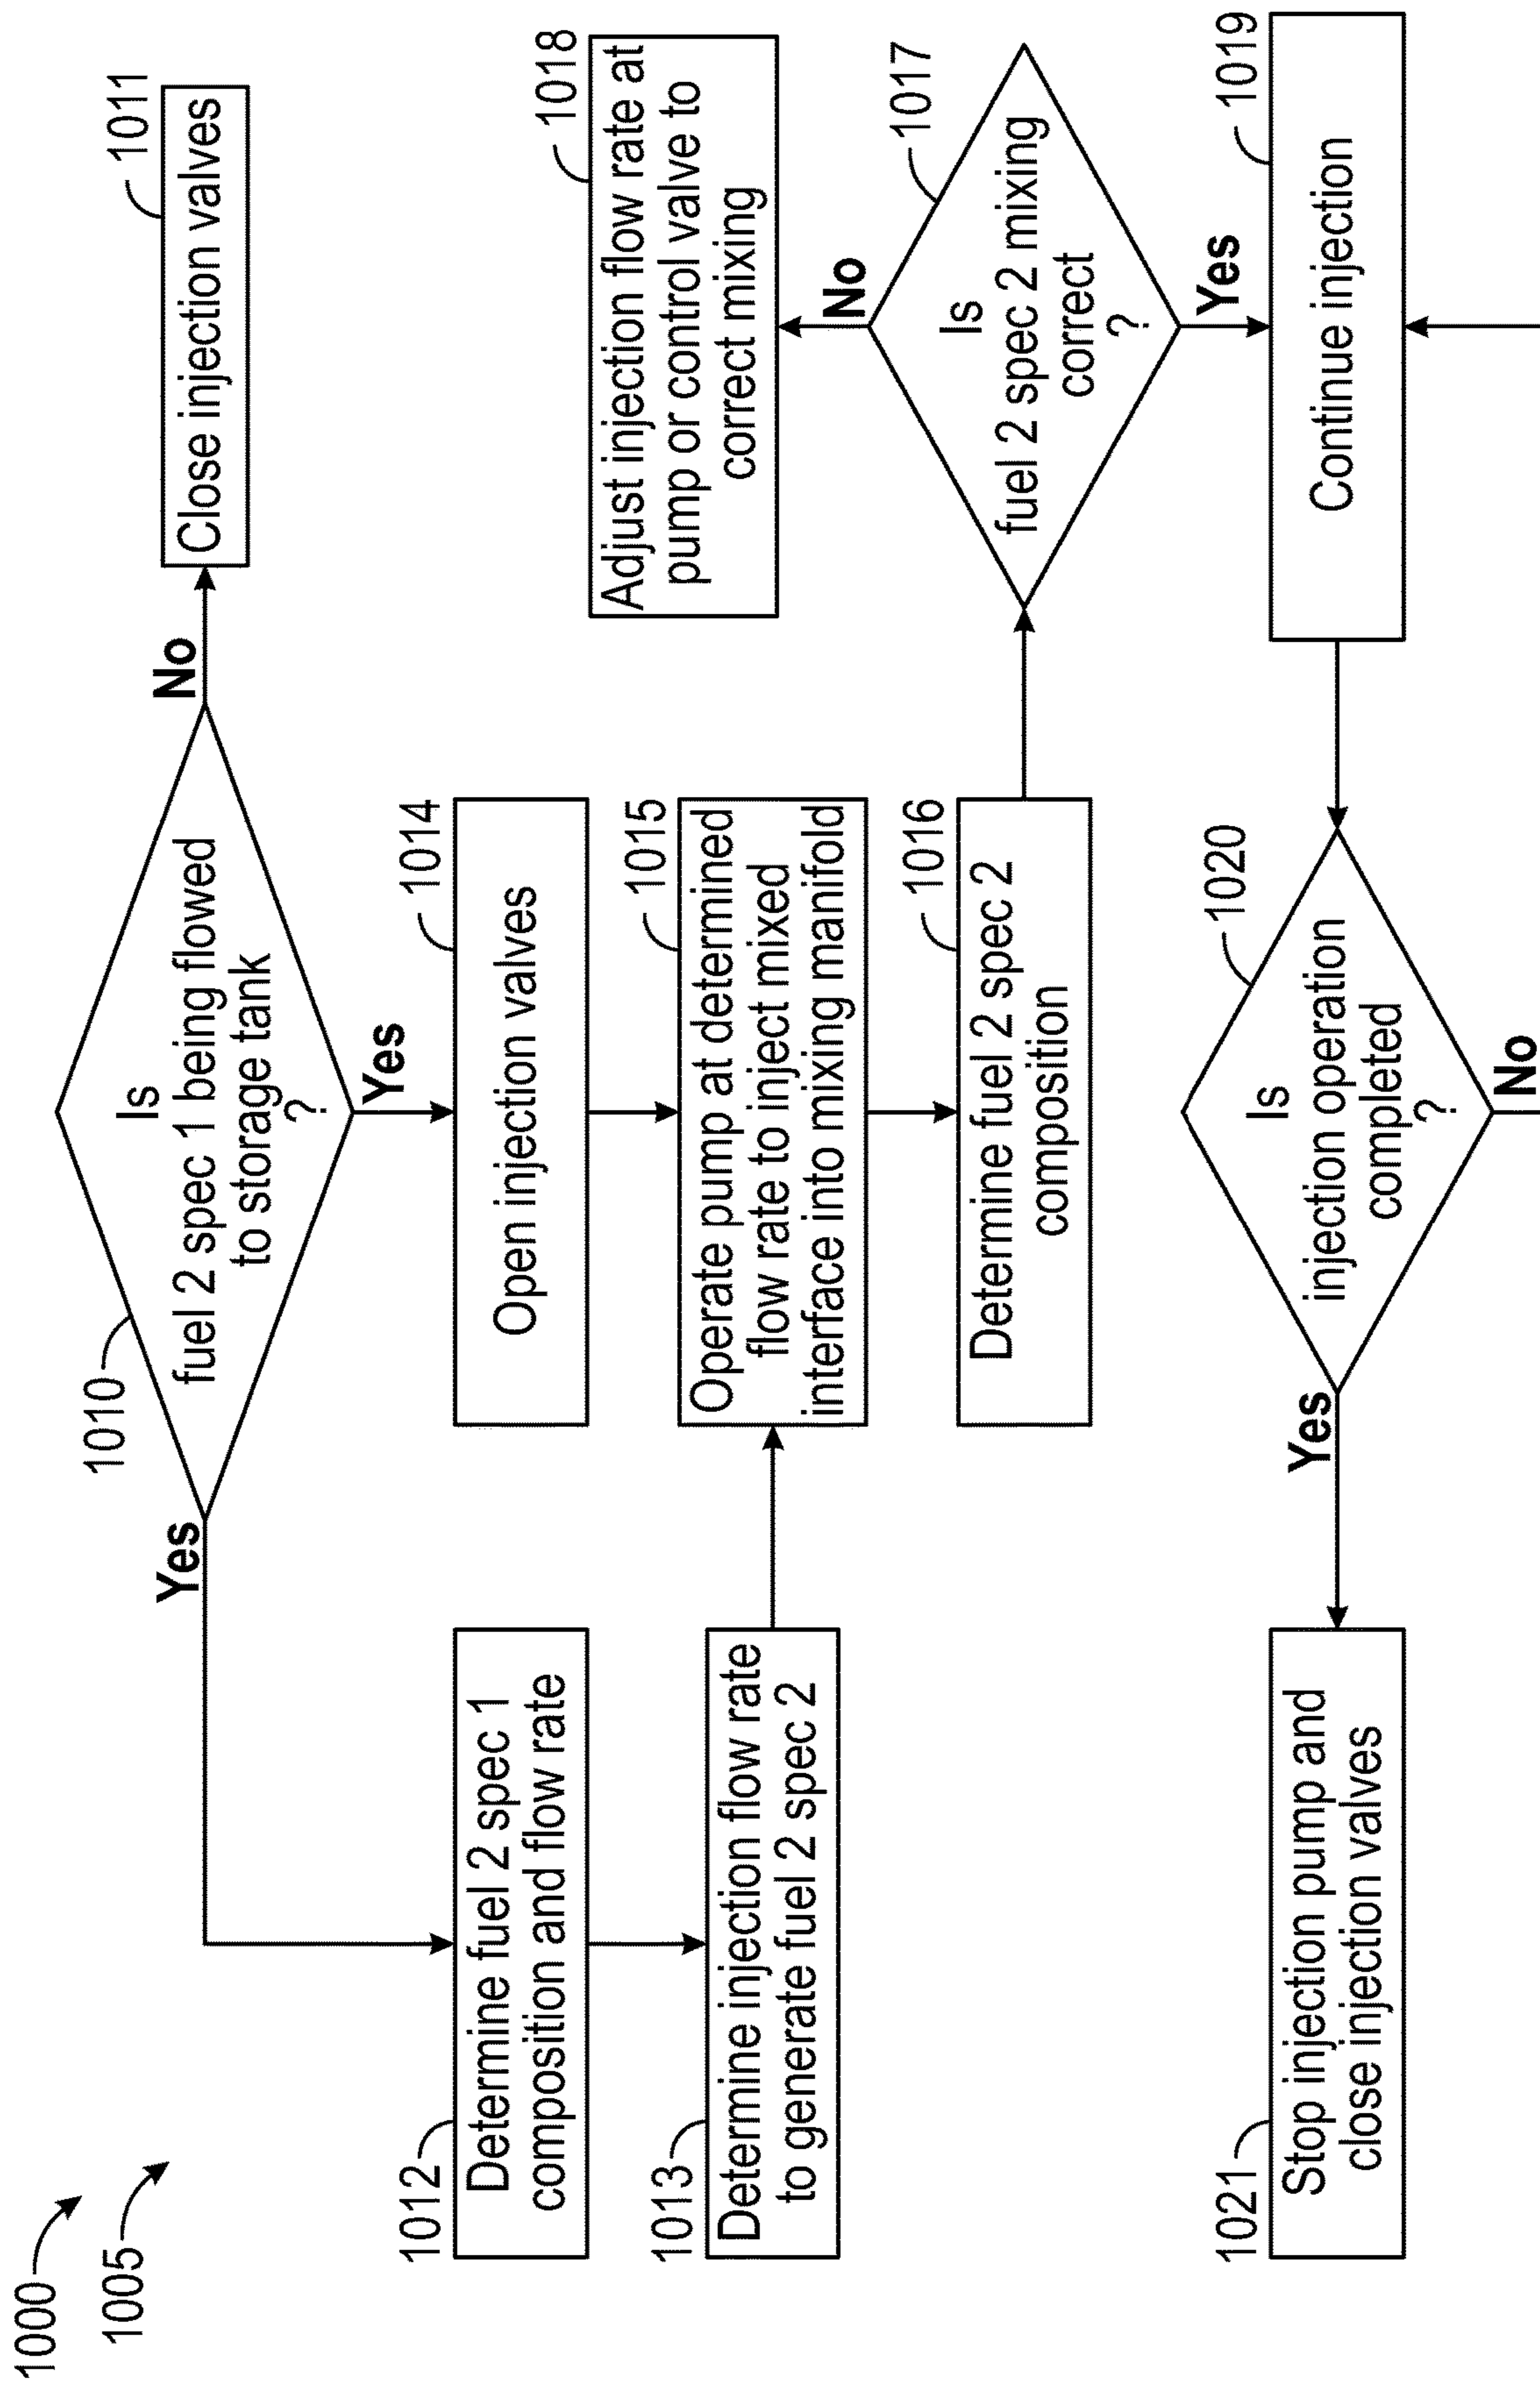 1000
1005
1010
Is
fuel 2 spec 1 being flowed
to storage tank
?
No
1011
Close injection valves
Yes
Yes
1012
Determine fuel 2 spec 1
composition and flow rate
1013
Determine injection flow rate
to generate fuel 2 spec 2
1014
Open injection valves
1015
Operate pump at determined
flow rate to inject mixed
interface into mixing manifold
1016
Determine fuel 2 spec 2
composition
1017
Is
fuel 2 spec 2 mixing
correct
?
No
1018
Adjust injection flow rate at
pump or control valve to
correct mixing
Yes
1019
Continue injection
1020
Is
injection operation
completed
?
No
Yes
1021
Stop injection pump and
close injection valves